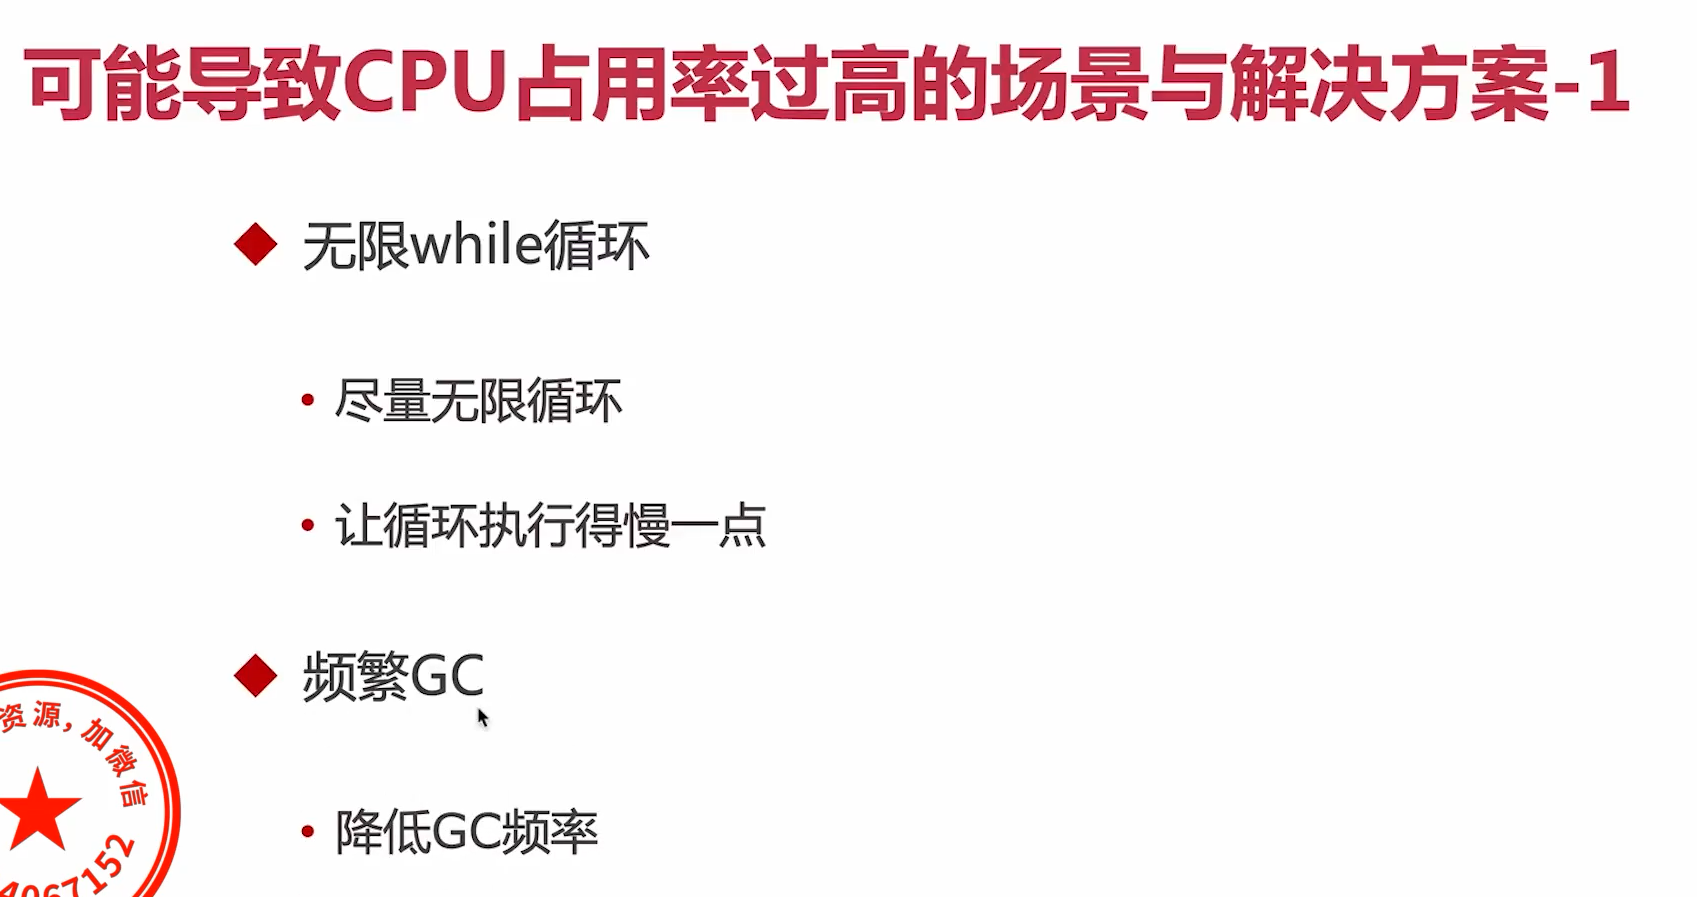 可能导致CPU占用率过高的场景与解决方案-1
无限while循环
尽量无限循环
让循环执行得慢一点
频繁GC
降低GC频率
资源,加微信
4067152